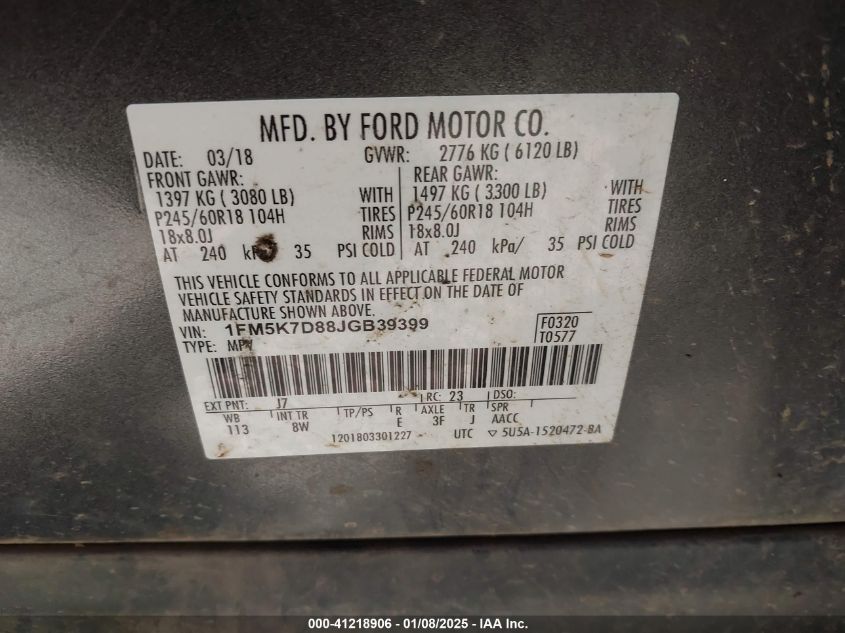 MFD. BY FORD MOTOR CO.
DATE: 03/18 GVWR: 2776 KG ( 6120 LB)
FRONT GAWR: REAR GAWR:
1397 KG ( 3080 LB) WITH 1497 KG ( 3300 LB) WITH
P245/60R18 104H TIRES P245/60R18 104H TIRES
18x8.0J RIMS 18x8.0J RIMS
AT 240 35 PSI COLD AT 240 kPa/ 35 PSI COLD
THIS VEHICLE CONFORMS TO ALL APPLICABLE FEDERAL MOTOR
VEHICLE SAFETY STANDARDS IN EFFECT ON THE DATE OF
MANUFACTURE SHOWN ABOVE.
VIN: 1FM5K7D88JGB39399 F0320
TYPE: MPV T0577
EXT PNT: J7 RC: 23 DSO:
WB INT TR TP/PS R AXLE TR SPR
113 8W E 3F J AACC
1201803301227 UTC ▽ 5U5A-1520472-BA
000-41218906 - 01/08/2025 - IAA Inc.